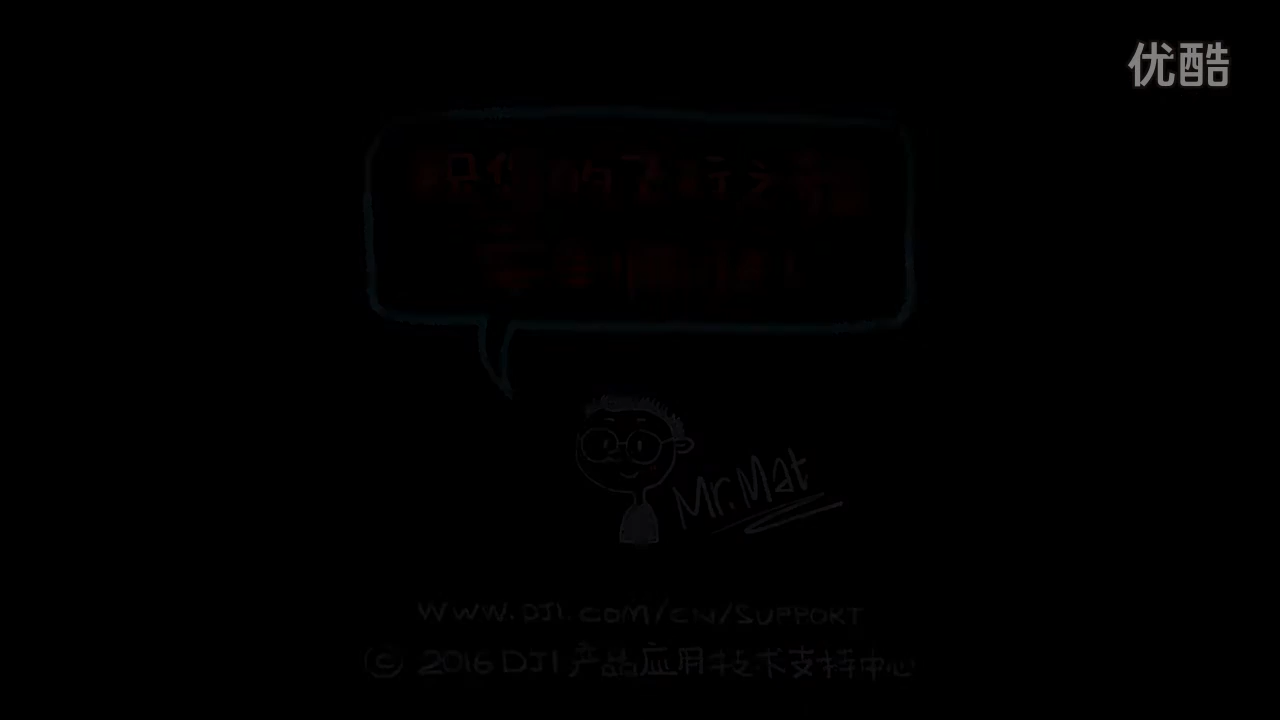 优酷
祝你的飞行之旅
安全愉快!
Mr. Mat
WWW.DJI.COM/CN/SUPPORT
© 2016 DJI 产品应用技术支持中心